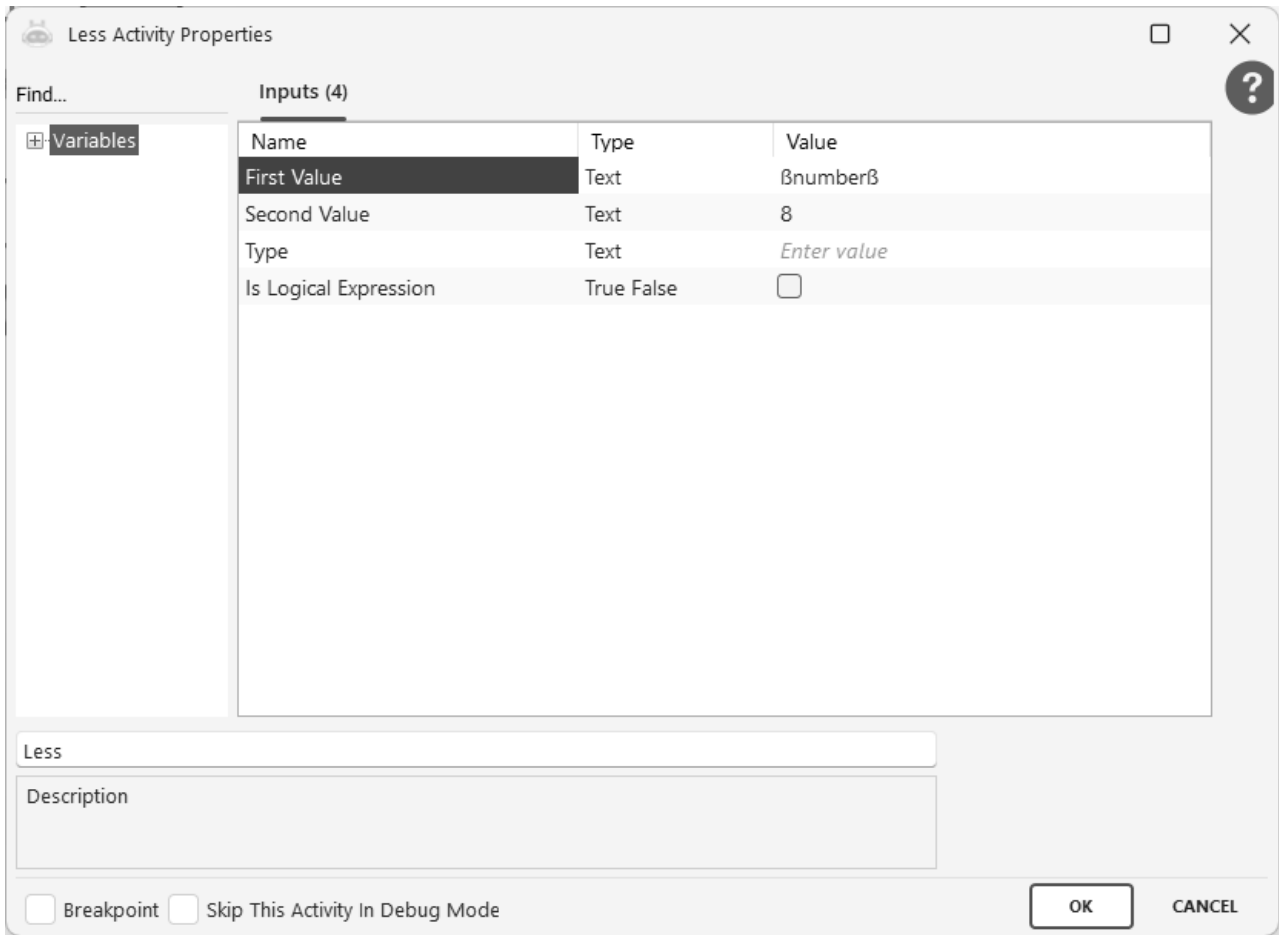 Less Activity Properties
Find...
Inputs (4)
?
Variables
Name Type Value
First Value Text ßnumberß
Second Value Text 8
Type Text Enter value
Is Logical Expression True False
Less
Description
Breakpoint Skip This Activity In Debug Mode OK CANCEL